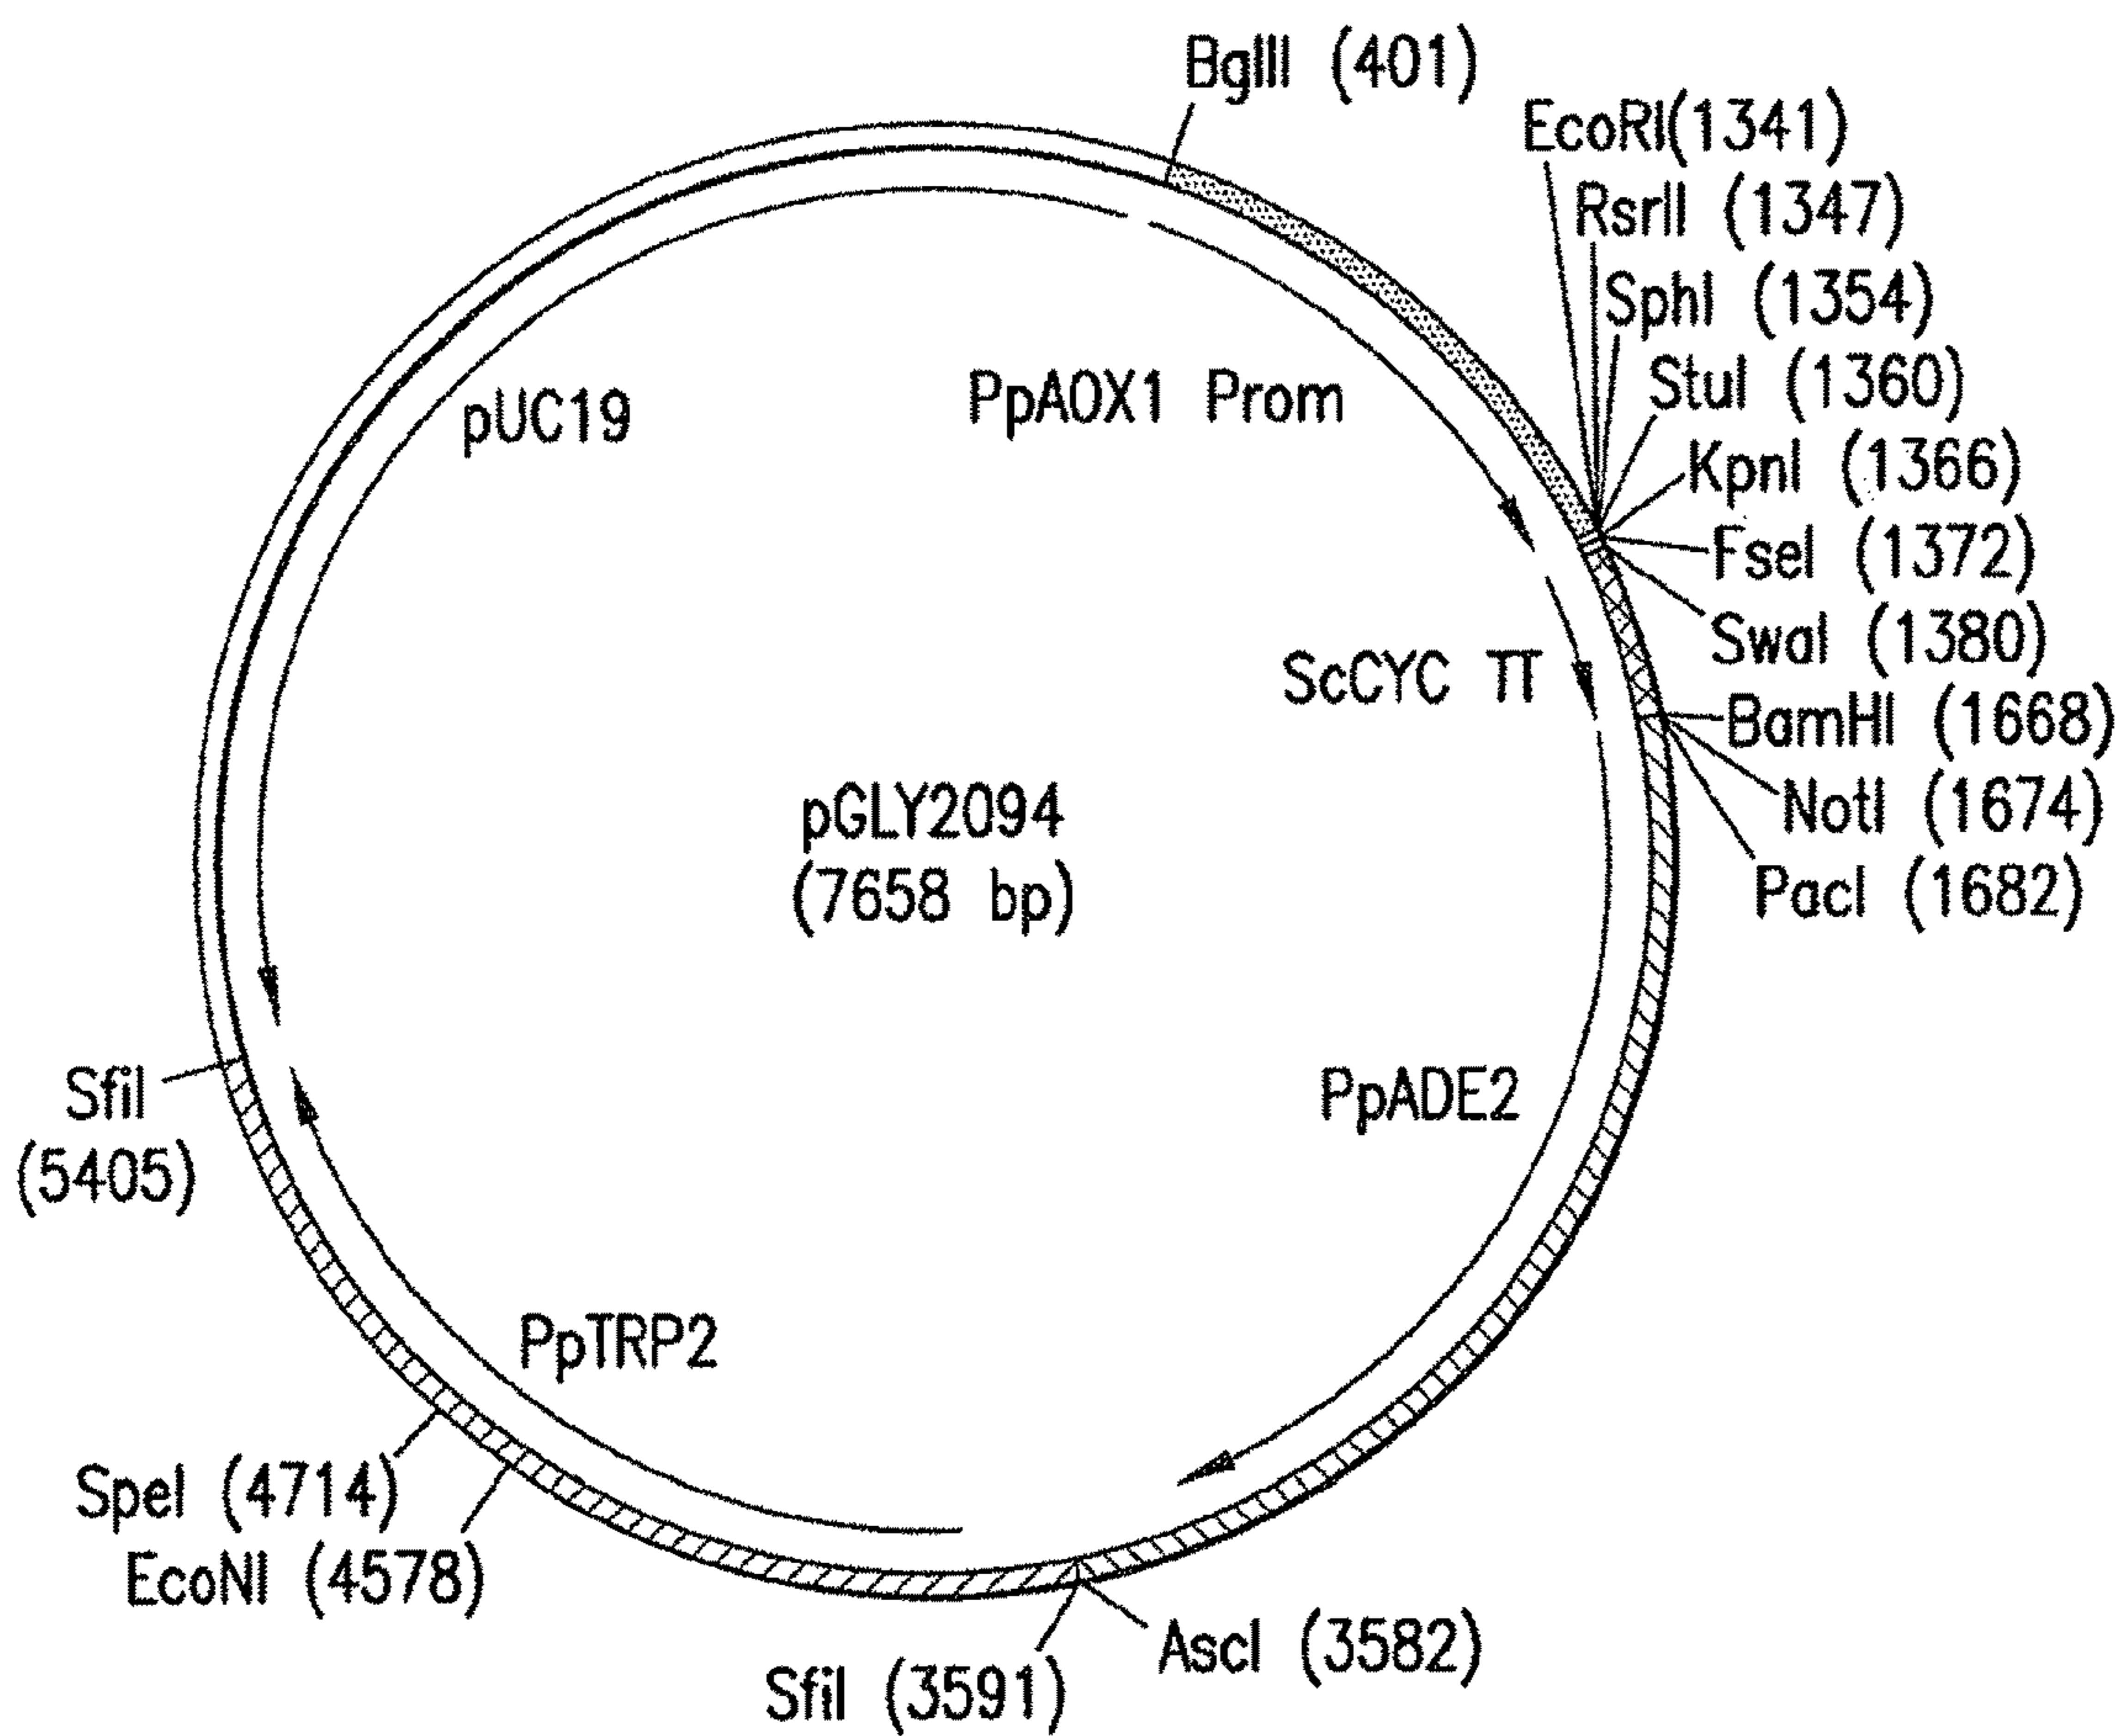 BglII (401)
EcoRI(1341)
RsrII (1347)
SphI (1354)
StuI (1360)
KpnI (1366)
FseI (1372)
SwaI (1380)
BamHI (1668)
NotI (1674)
PacI (1682)
pUC19
PpAOX1 Prom
ScCYC TT
pGLY2094
(7658 bp)
PpADE2
PpTRP2
SfiI
(5405)
SpeI (4714)
EcoNI (4578)
SfiI (3591)
AscI (3582)